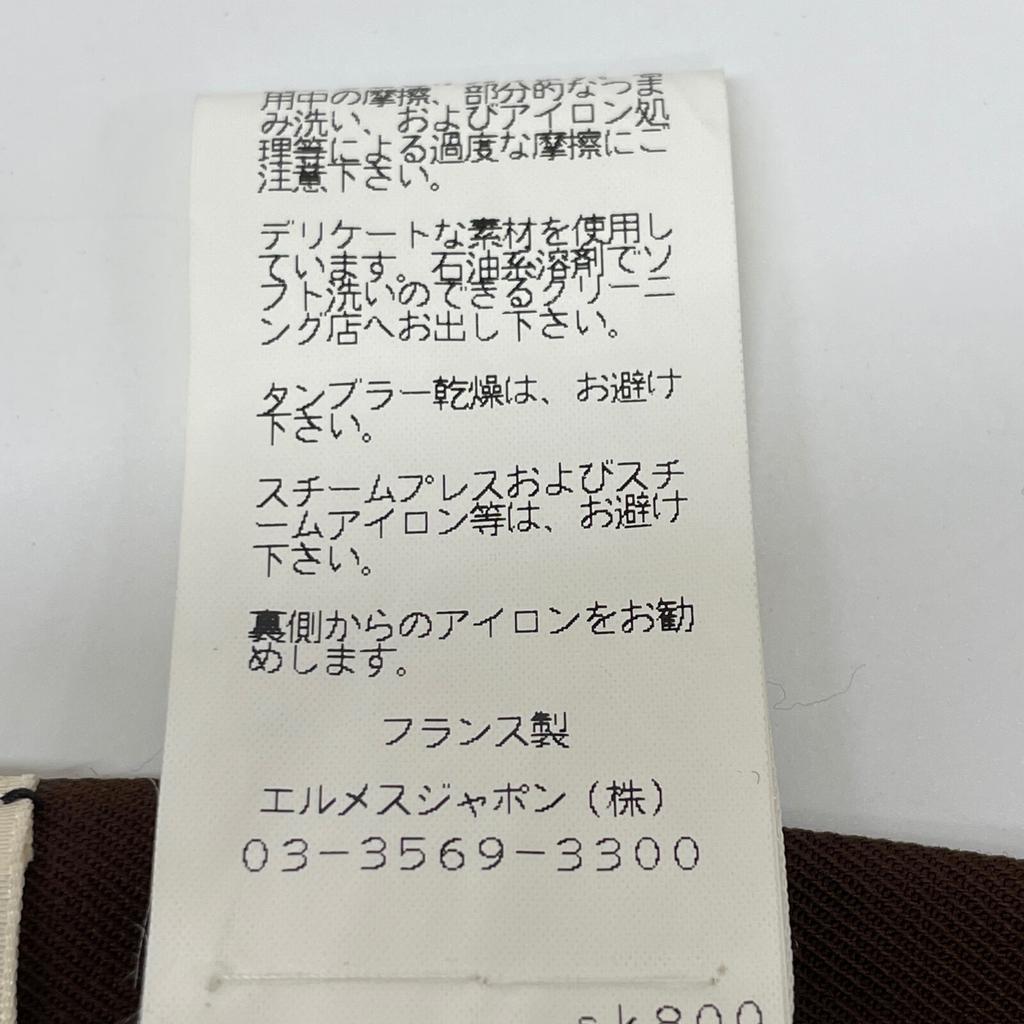 用中の摩擦、部分的なつま
み洗い、およびアイロン処
理等による過度な摩擦にご
注意下さい。
デリケートな素材を使用し
ています。石油系溶剤でソ
フト洗いのできるクリーニ
ング店へお出し下さい。
タンブラー乾燥は、お避け
下さい。
スチームプレスおよびスチ
ームアイロン等は、お避け
下さい。
裏側からのアイロンをお勧
めします。
フランス製
エルメスジャポン（株）
03-3569-3300